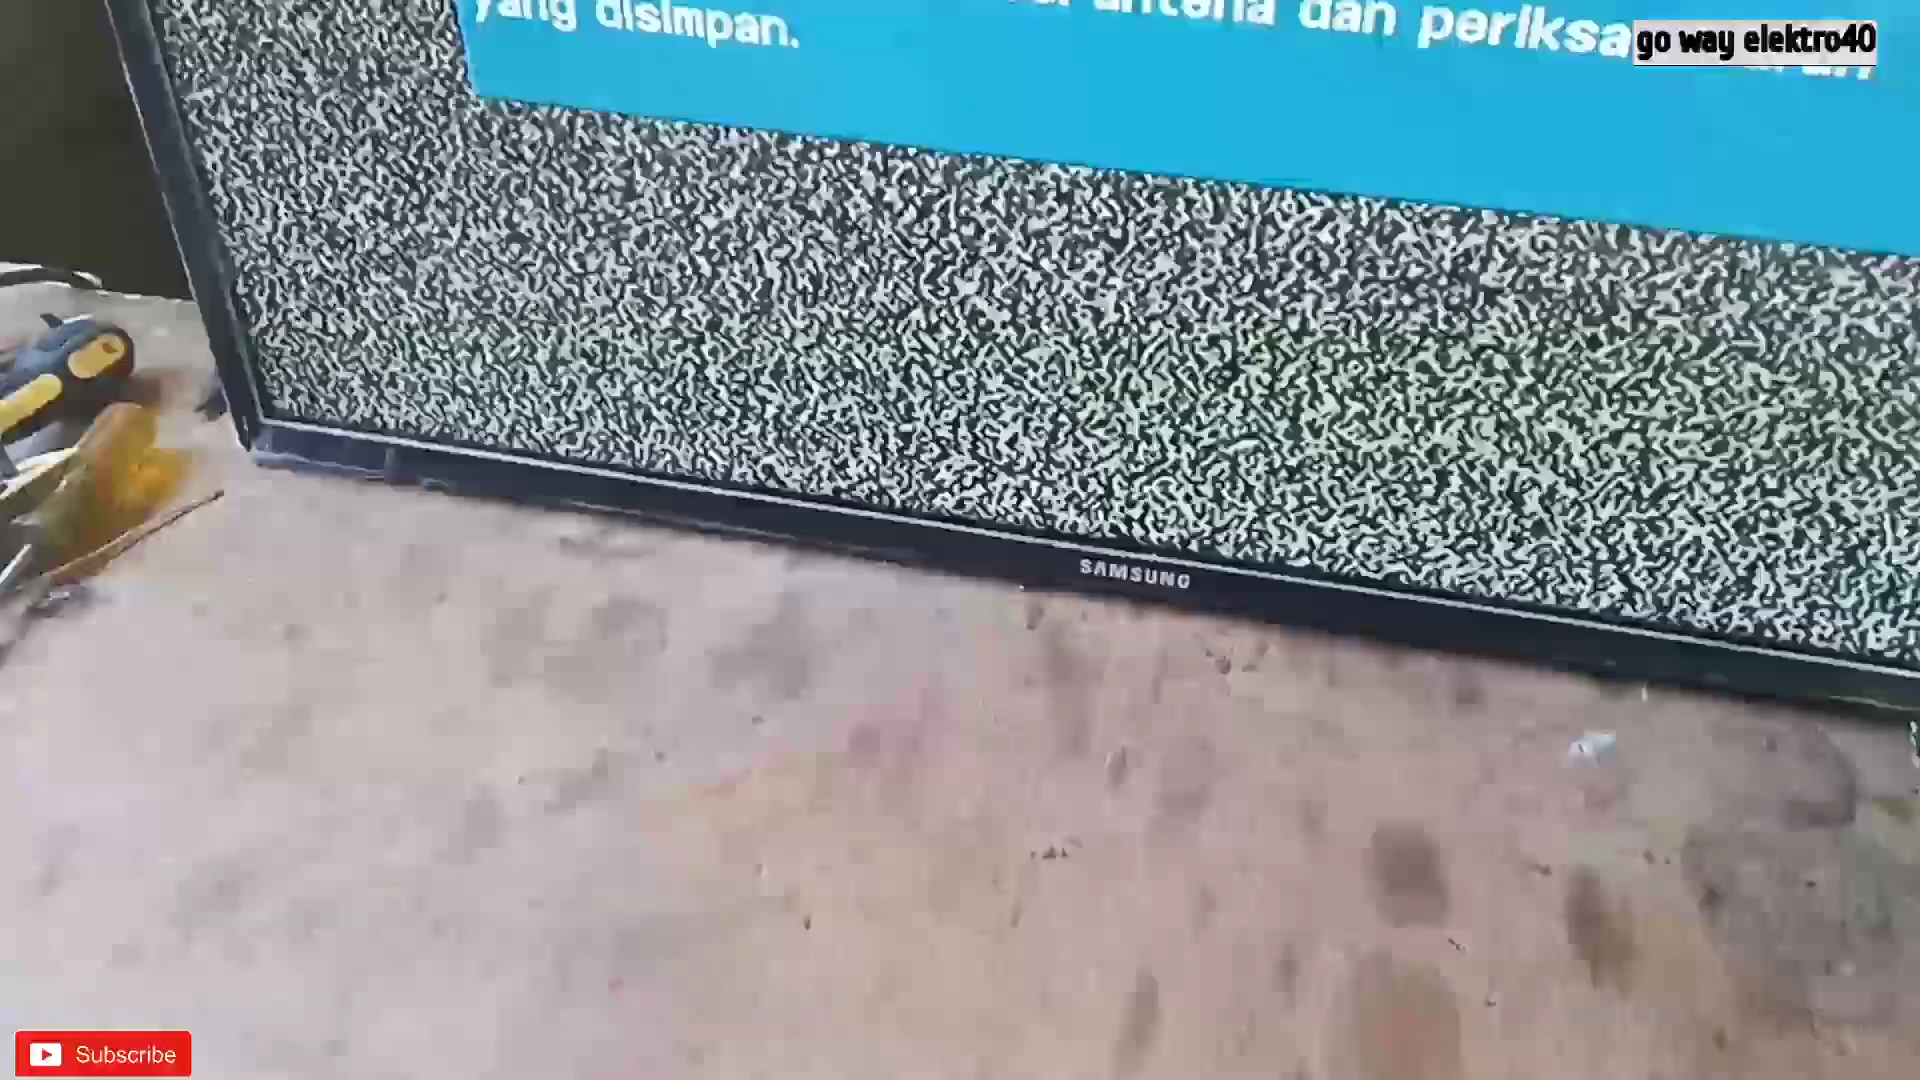 antena dan periksa
yang disimpan.
go way elektro40
SAMSUNG
Subscribe